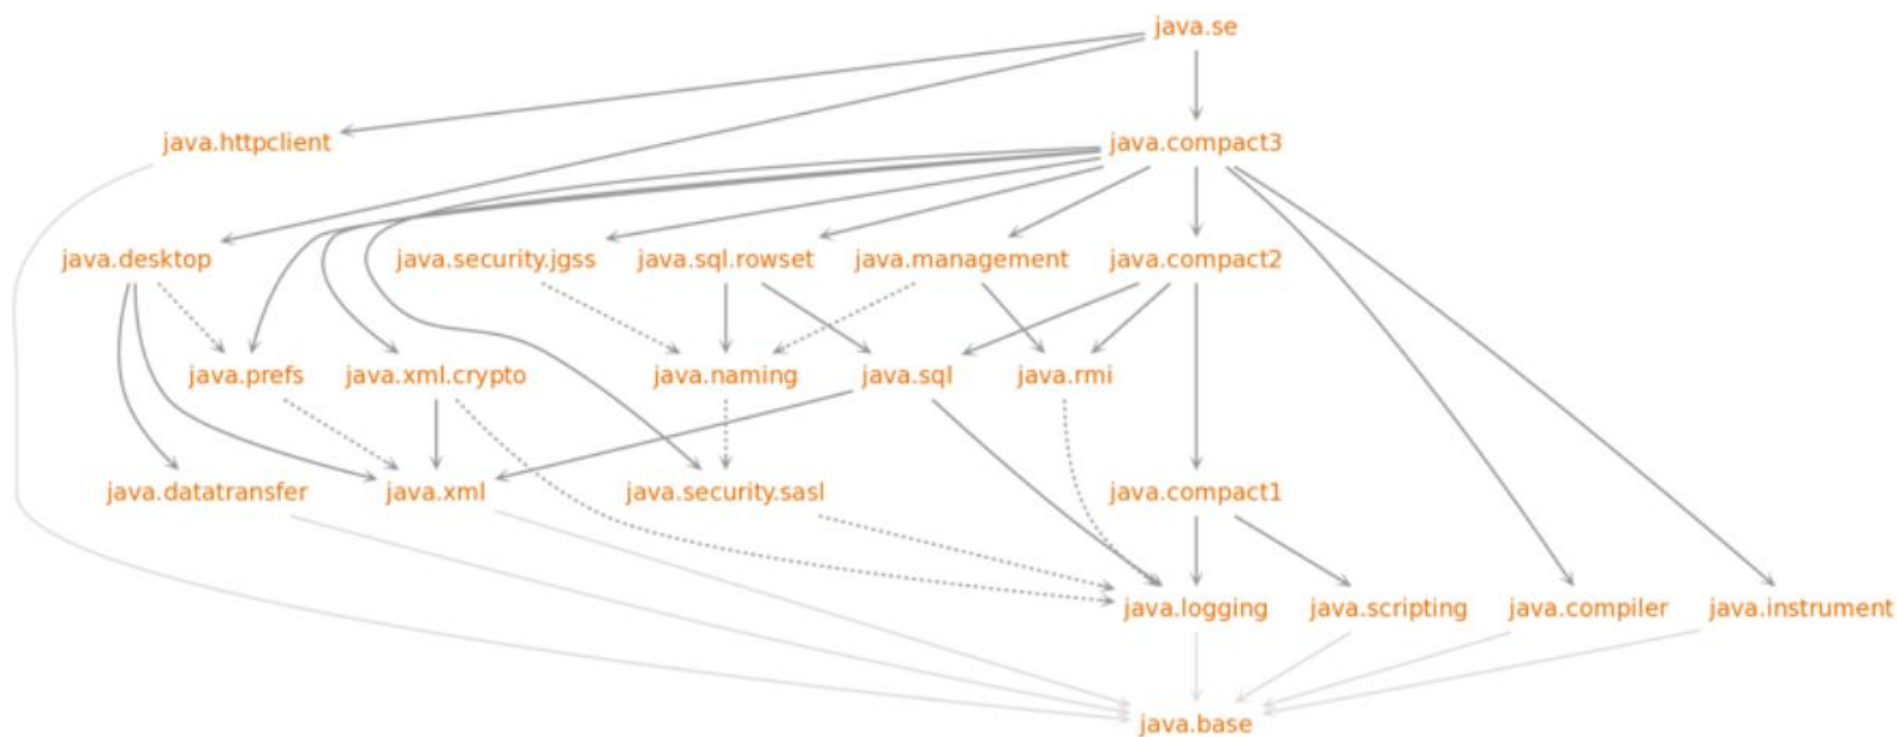 java.se
java.httpclient java.compact3
java.desktop java.security.jgss java.sql.rowset java.management java.compact2
java.prefs java.xml.crypto java.naming java.sql java.rmi
java.datatransfer java.xml java.security.sasl java.compact1
java.logging java.scripting java.compiler java.instrument
java.base